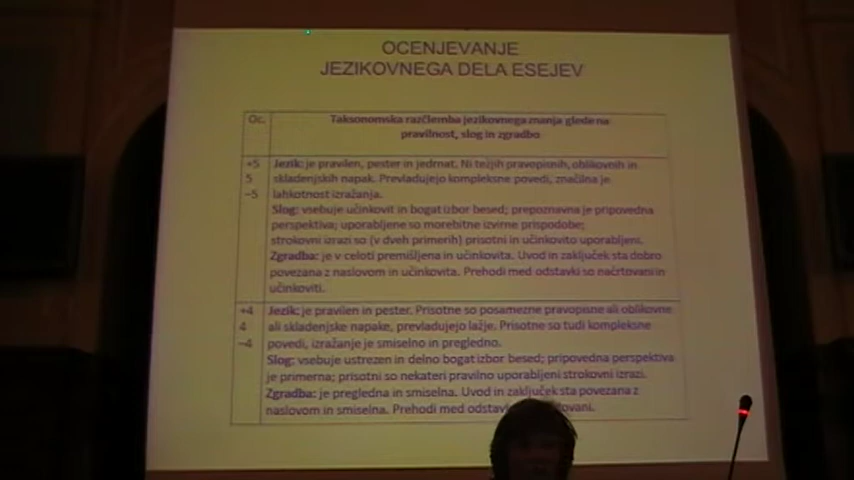 OCENJEVANJE
JEZIKOVNEGA DELA ESEJEV
Oc.
Taksonomska razčlemba jezikovnega znanja glede na
pravilnost, slog in zgradbo
+5
5
−5
Jezik: je pravilen, pester in jedrnat. Ni težjih pravopisnih, oblikovnih in
skladenjskih napak. Prevladujejo kompleksne povedi, značilna je
lahkotnost izražanja.
Slog: vsebuje učinkovit in bogat izbor besed; prepoznavna je pripovedna
perspektiva; uporabljene so morebitne izvirne prispodobe;
strokovni izrazi so (v dveh primerih) prisotni in učinkovito uporabljeni.
Zgradba: je v celoti premišljena in učinkovita. Uvod in zaključek sta dobro
povezana z naslovom in učinkovita. Prehodi med odstavki so načrtovani in
učinkoviti.
+4
4
−4
Jezik: je pravilen in pester. Prisotne so posamezne pravopisne ali oblikovne
ali skladenjske napake, prevladujejo lažje. Prisotne so tudi kompleksne
povedi, izražanje je smiselno in pregledno.
Slog: vsebuje ustrezen in delno bogat izbor besed; pripovedna perspektiva
je primerna; prisotni so nekateri pravilno uporabljeni strokovni izrazi.
Zgradba: je pregledna in smiselna. Uvod in zaključek sta povezana z
naslovom in smiselna. Prehodi med